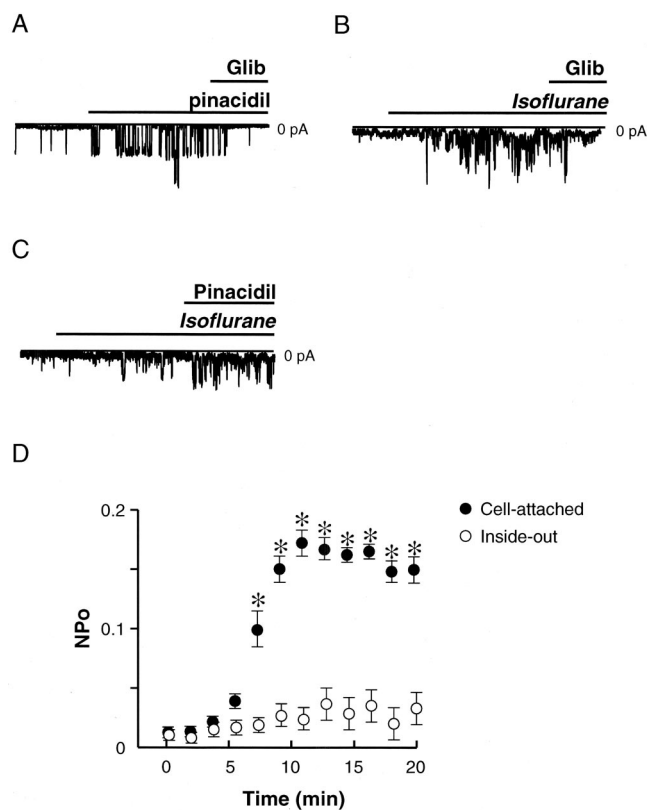 A
Glib
pinacidil
0 pA
B
Glib
Isoflurane
0 pA
C
Pinacidil
Isoflurane
0 pA
D
Cell-attached
Inside-out
0.2
0.1
0
NPo
* * * * * * * *
0 5 10 15 20
Time (min)